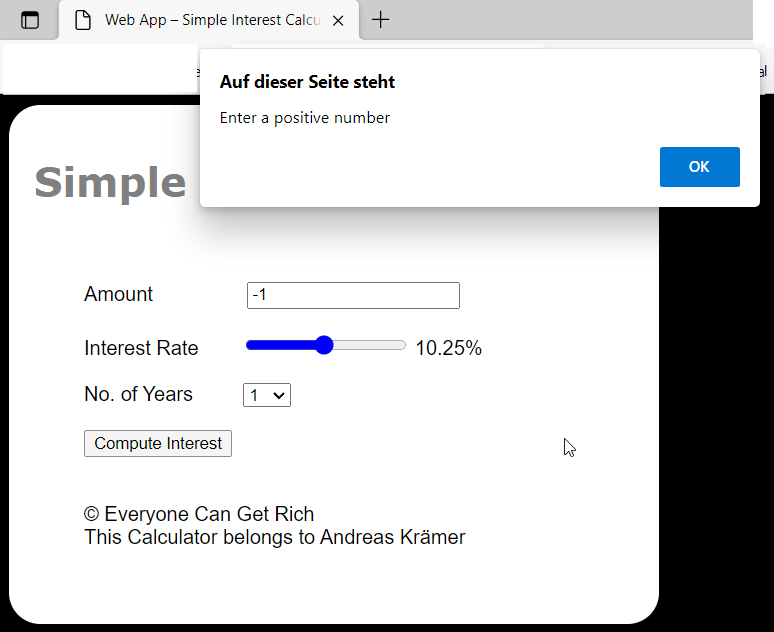 Web App – Simple Interest Calcu
Auf dieser Seite steht
Enter a positive number
OK
Simple
Amount -1
Interest Rate 10.25%
No. of Years 1
Compute Interest
© Everyone Can Get Rich
This Calculator belongs to Andreas Krämer